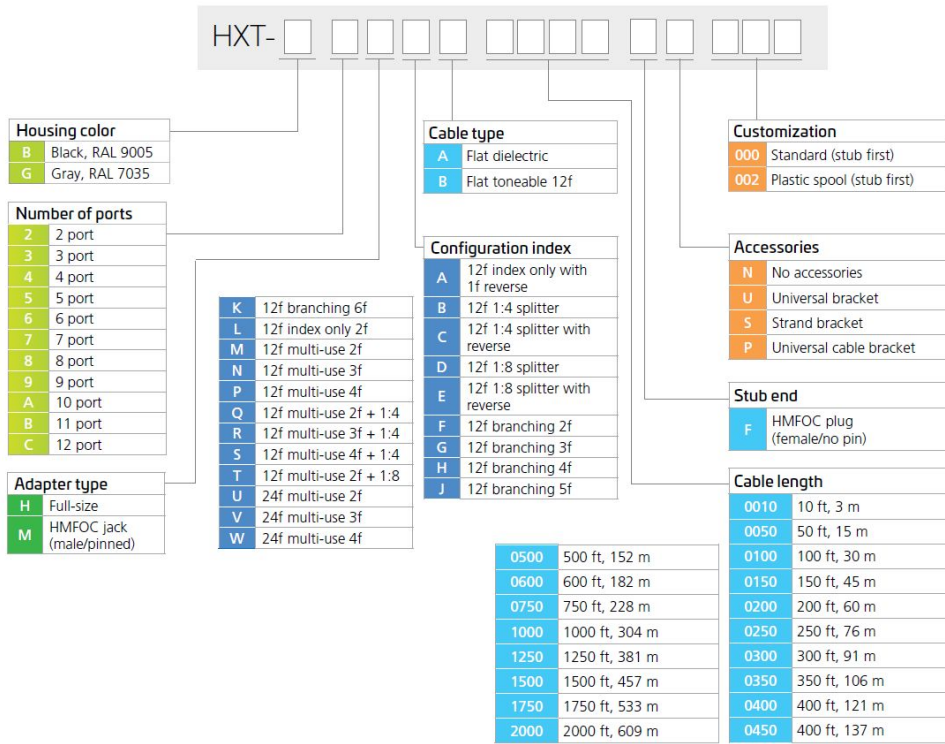 HXT-
Housing color
B Black, RAL 9005
G Gray, RAL 7035
Number of ports
2 2 port
3 3 port
4 4 port
5 5 port
6 6 port
7 7 port
8 8 port
9 9 port
A 10 port
B 11 port
C 12 port
Adapter type
H Full-size
M HMFOC jack
(male/pinned)
K 12f branching 6f
L 12f index only 2f
M 12f multi-use 2f
N 12f multi-use 3f
P 12f multi-use 4f
Q 12f multi-use 2f + 1:4
R 12f multi-use 3f + 1:4
S 12f multi-use 4f + 1:4
T 12f multi-use 2f + 1:8
U 24f multi-use 2f
V 24f multi-use 3f
W 24f multi-use 4f
Cable type
A Flat dielectric
B Flat toneable 12f
Configuration index
A 12f index only with
1f reverse
B 12f 1:4 splitter
C 12f 1:4 splitter with
reverse
D 12f 1:8 splitter
E 12f 1:8 splitter with
reverse
F 12f branching 2f
G 12f branching 3f
H 12f branching 4f
J 12f branching 5f
0500 500 ft, 152 m
0600 600 ft, 182 m
0750 750 ft, 228 m
1000 1000 ft, 304 m
1250 1250 ft, 381 m
1500 1500 ft, 457 m
1750 1750 ft, 533 m
2000 2000 ft, 609 m
Customization
000 Standard (stub first)
002 Plastic spool (stub first)
Accessories
N No accessories
U Universal bracket
S Strand bracket
P Universal cable bracket
Stub end
F HMFOC plug
(female/no pin)
Cable length
0010 10 ft, 3 m
0050 50 ft, 15 m
0100 100 ft, 30 m
0150 150 ft, 45 m
0200 200 ft, 60 m
0250 250 ft, 76 m
0300 300 ft, 91 m
0350 350 ft, 106 m
0400 400 ft, 121 m
0450 400 ft, 137 m